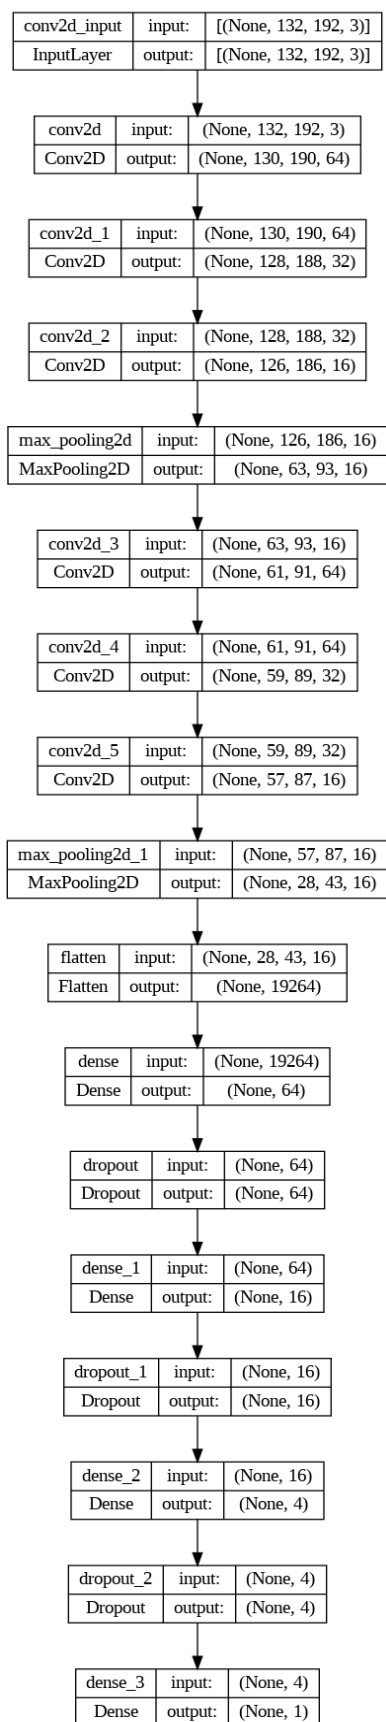 conv2d_input input: [(None, 132, 192, 3)]
InputLayer output: [(None, 132, 192, 3)]
conv2d input: (None, 132, 192, 3)
Conv2D output: (None, 130, 190, 64)
conv2d_1 input: (None, 130, 190, 64)
Conv2D output: (None, 128, 188, 32)
conv2d_2 input: (None, 128, 188, 32)
Conv2D output: (None, 126, 186, 16)
max_pooling2d input: (None, 126, 186, 16)
MaxPooling2D output: (None, 63, 93, 16)
conv2d_3 input: (None, 63, 93, 16)
Conv2D output: (None, 61, 91, 64)
conv2d_4 input: (None, 61, 91, 64)
Conv2D output: (None, 59, 89, 32)
conv2d_5 input: (None, 59, 89, 32)
Conv2D output: (None, 57, 87, 16)
max_pooling2d_1 input: (None, 57, 87, 16)
MaxPooling2D output: (None, 28, 43, 16)
flatten input: (None, 28, 43, 16)
Flatten output: (None, 19264)
dense input: (None, 19264)
Dense output: (None, 64)
dropout input: (None, 64)
Dropout output: (None, 64)
dense_1 input: (None, 64)
Dense output: (None, 16)
dropout_1 input: (None, 16)
Dropout output: (None, 16)
dense_2 input: (None, 16)
Dense output: (None, 4)
dropout_2 input: (None, 4)
Dropout output: (None, 4)
dense_3 input: (None, 4)
Dense output: (None, 1)